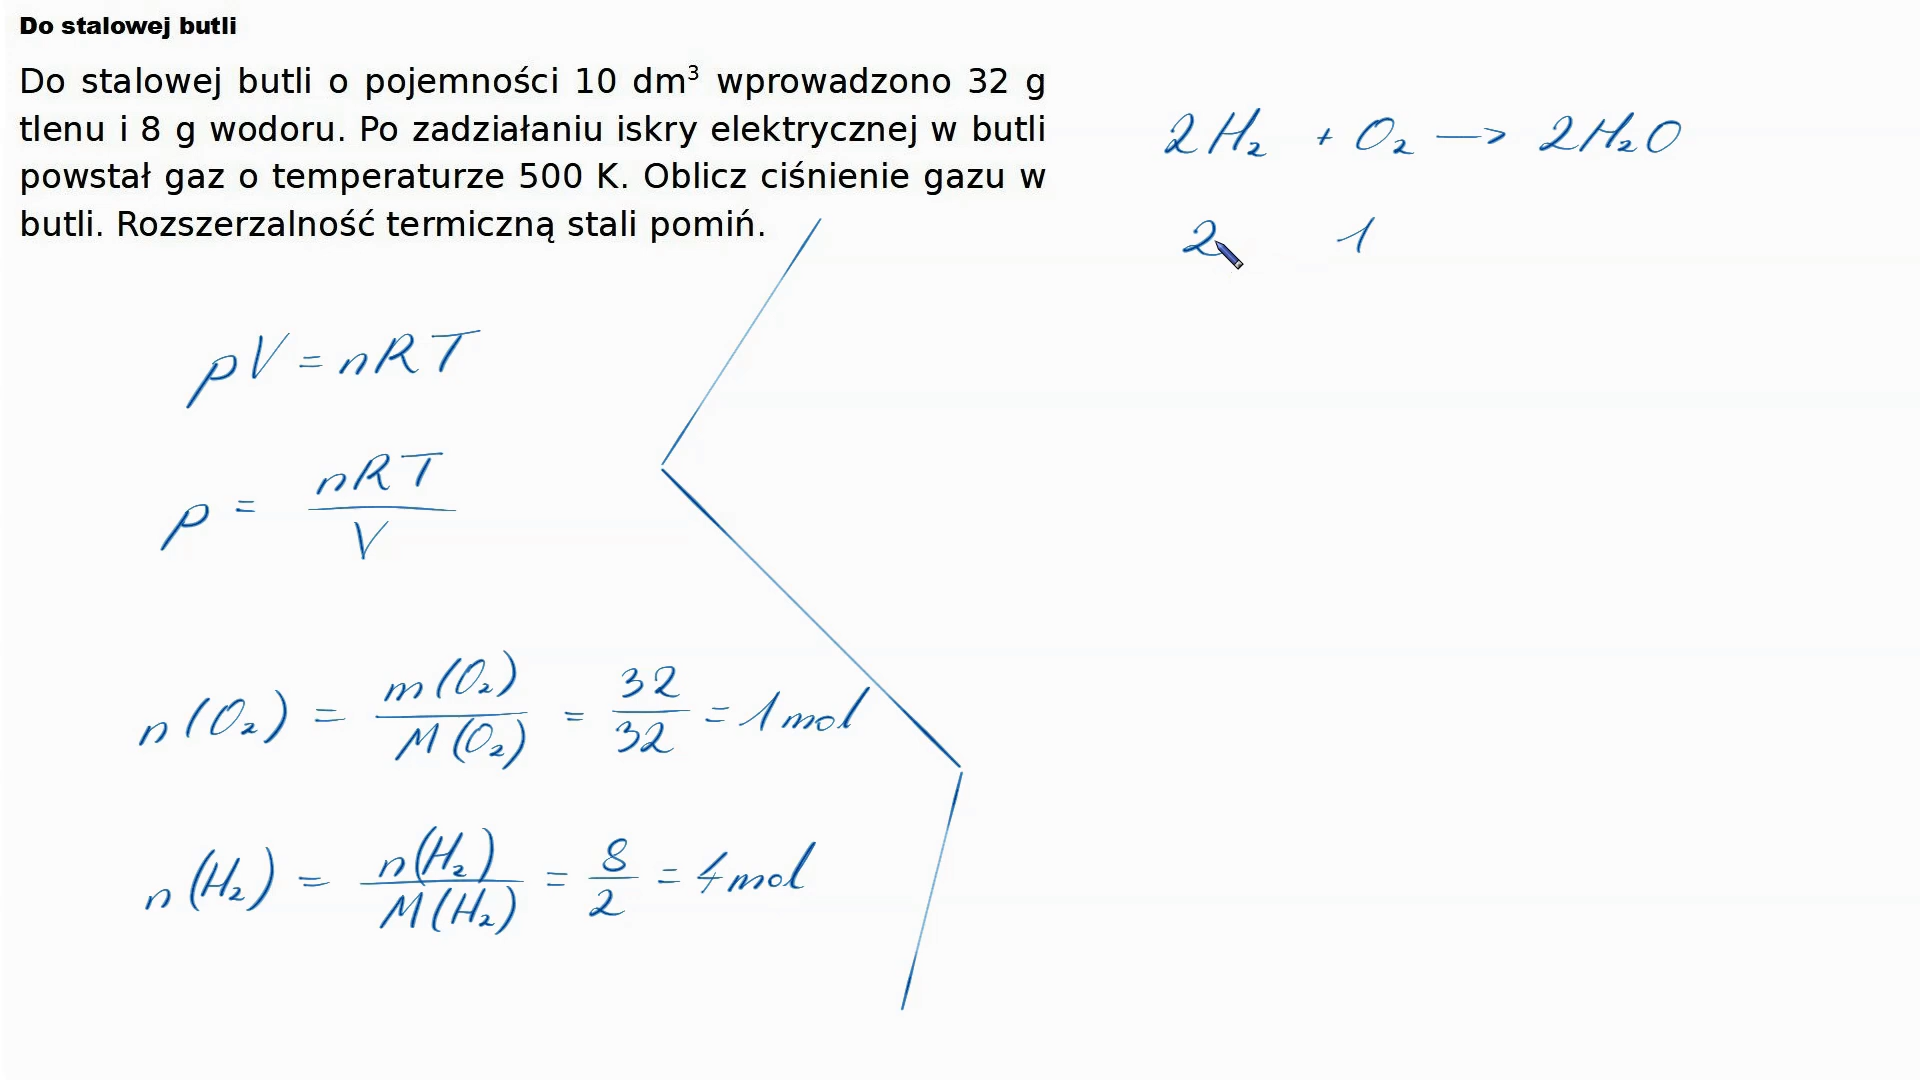 Do stalowej butli
Do stalowej butli o pojemności 10 dm³ wprowadzono 32 g
tlenu i 8 g wodoru. Po zadziałaniu iskry elektrycznej w butli
powstał gaz o temperaturze 500 K. Oblicz ciśnienie gazu w
butli. Rozszerzalność termiczną stali pomiń.
pV = nRT
p = nRT / V
n(O₂) = m(O₂) / M(O₂) = 32 / 32 = 1 mol
n(H₂) = n(H₂) / M(H₂) = 8 / 2 = 4 mol
2H₂ + O₂ → 2H₂O
2 1